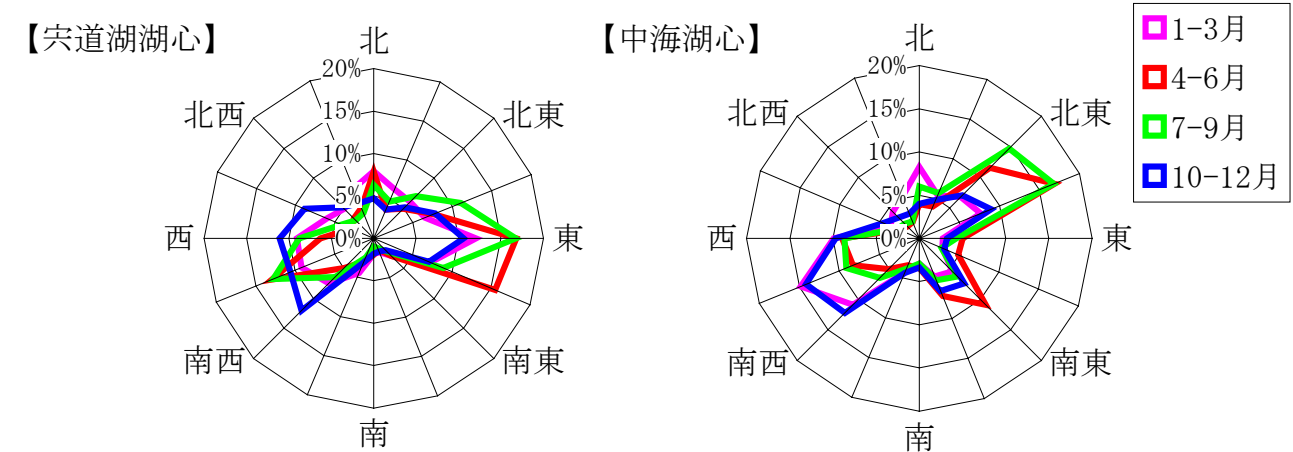 【宍道湖湖心】
北
北東
東
南東
南
南西
西
北西
20%
15%
10%
5%
0%
【中海湖心】
北
北東
東
南東
南
南西
西
北西
20%
15%
10%
5%
0%
1-3月
4-6月
7-9月
10-12月